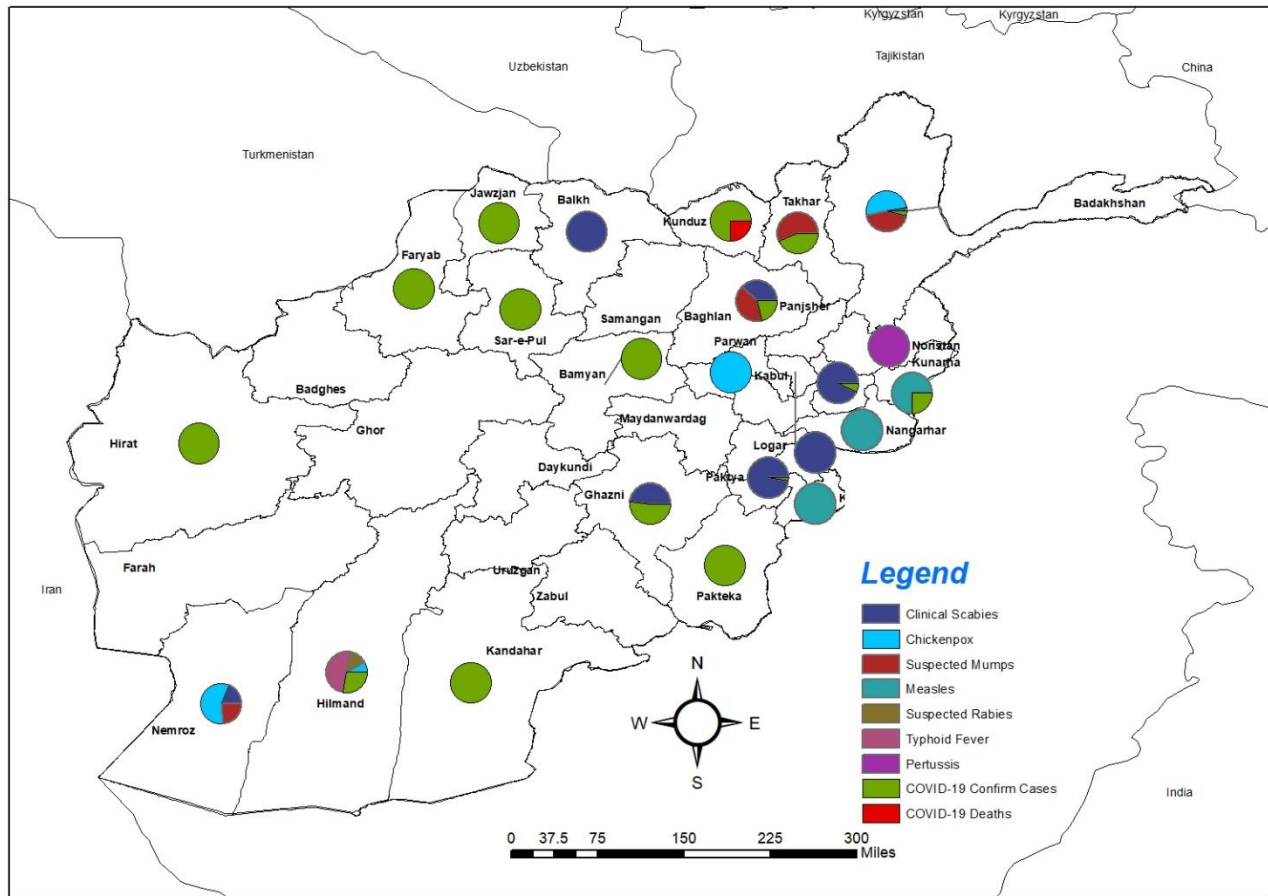 Kyrgyzstan
Kyrgyzstan
Tajikistan
Uzbekistan
China
Turkmenistan
Jawzjan
Balkh
Kunduz
Takhar
Badakhshan
Faryab
Sar-e-Pul
Samangan
Baghlan
Panjsher
Parwan
Noristan
Kunarha
Bamyan
Kabul
Badghes
Maydanwardag
Nangarhar
Hirat
Ghor
Logar
Daykundi
Paktya
Ghazni
K
Farah
Uruzgan
Iran
Zabul
Pakteka
Kandahar
Hilmand
Nemroz
India
N
W
E
S
Legend
Clinical Scabies
Chickenpox
Suspected Mumps
Measles
Suspected Rabies
Typhoid Fever
Pertussis
COVID-19 Confirm Cases
COVID-19 Deaths
0 37.5 75 150 225 300
Miles